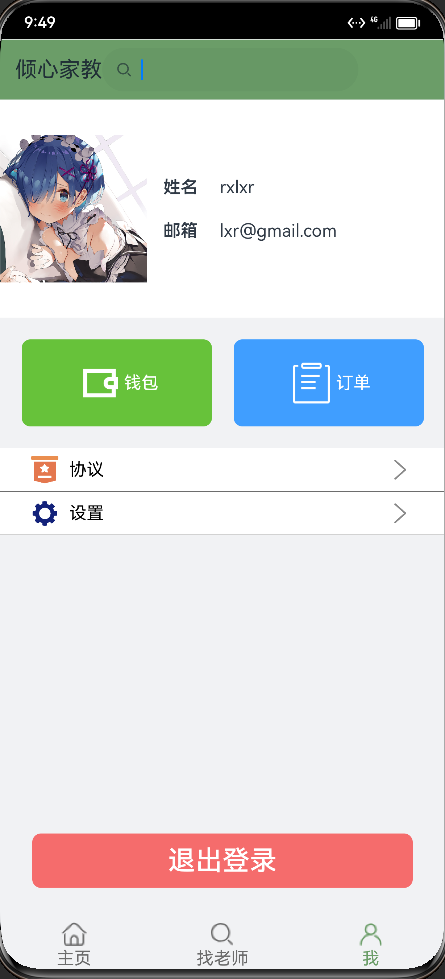 9:49
4G
倾心家教
姓名 rxlxr
邮箱 lxr@gmail.com
钱包 订单
协议
设置
退出登录
主页 找老师 我